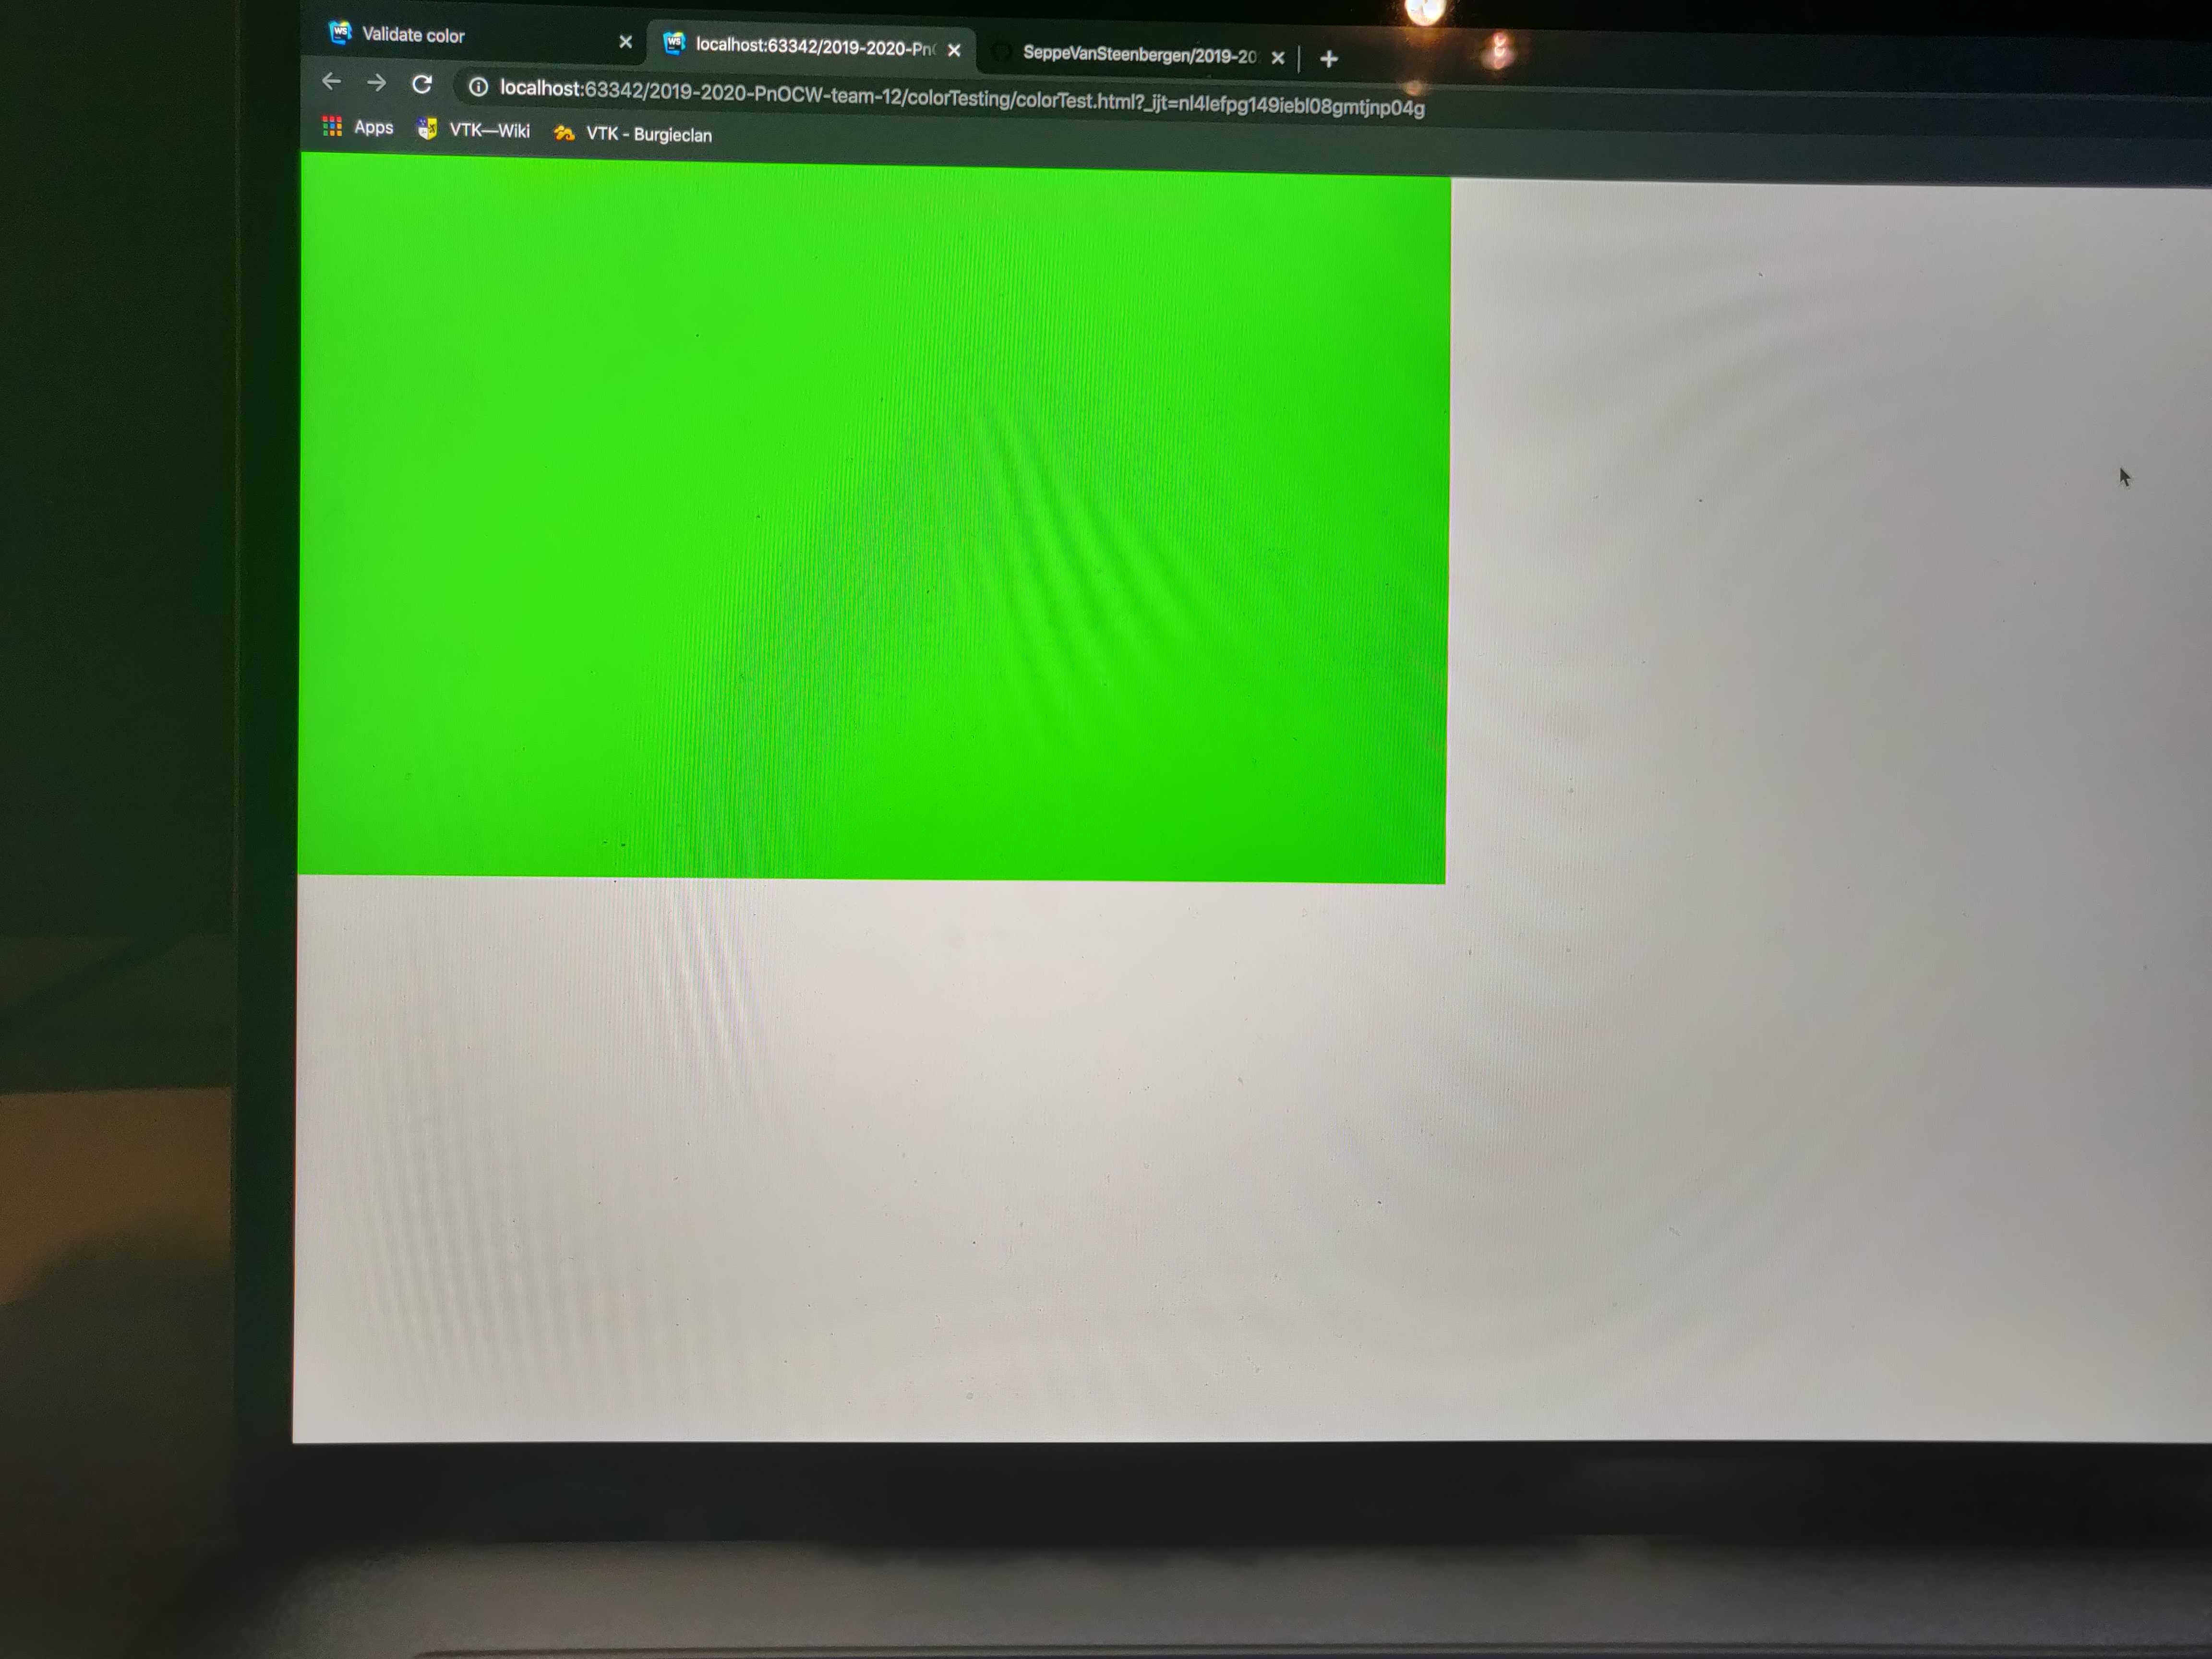 Validate color
localhost:63342/2019-2020-Pn
SeppeVanSteenbergen/2019-20
localhost:63342/2019-2020-PnOCW-team-12/colorTesting/colorTest.html?_ijt=nl4lefpg149iebl08gmtjnp04g
Apps VTK—Wiki VTK - Burgieclan